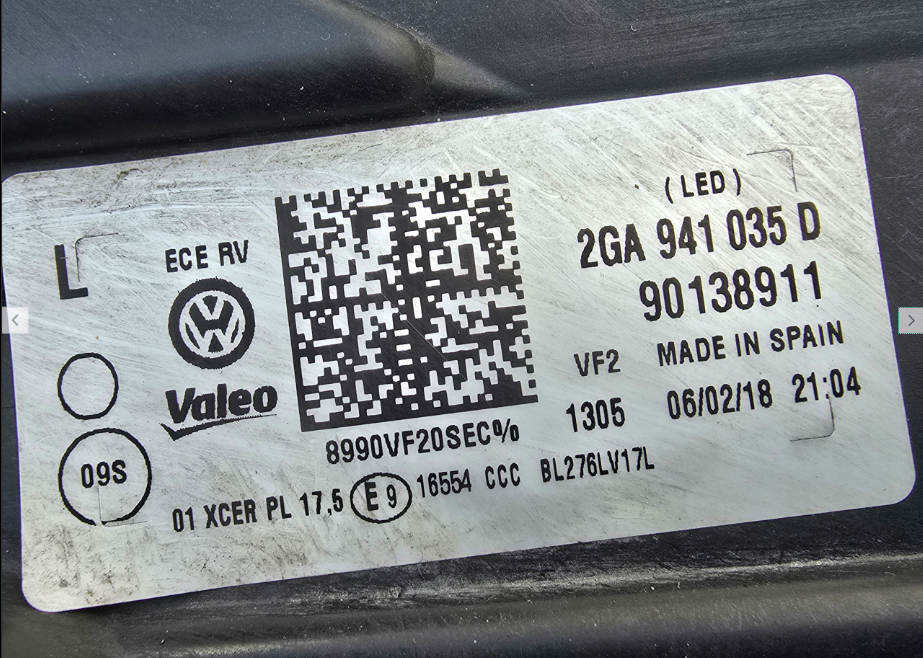 ( LED )
L
ECE RV
2GA 941 035 D
90138911
VW
Valeo
VF2 MADE IN SPAIN
1305 06/02/18 21:04
8990VF20SEC%
09S
01 XCER PL 17,5 E 9 16554 CCC BL276LV17L